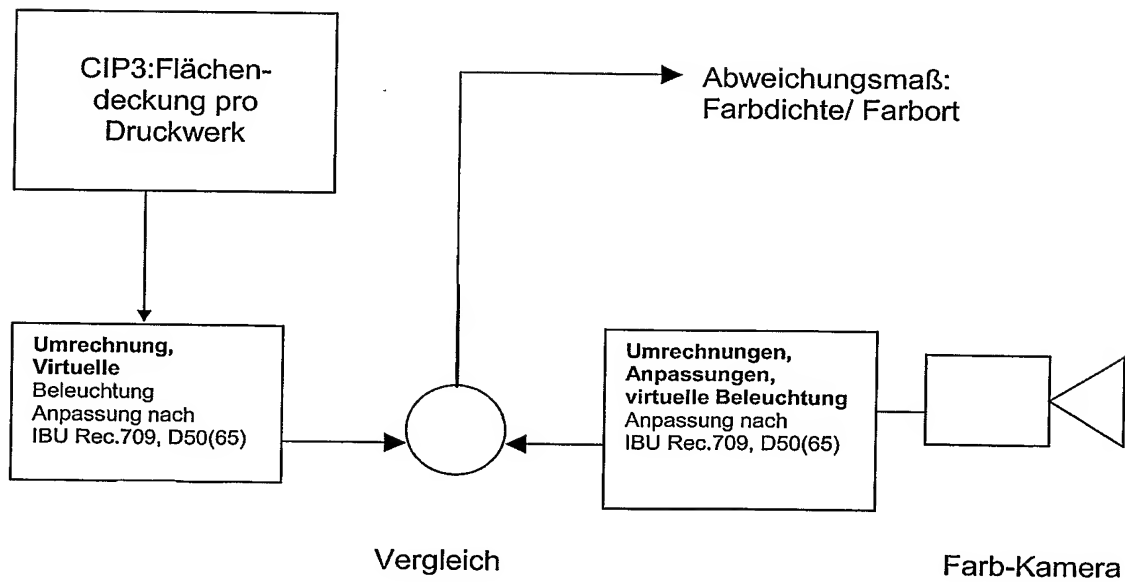 CIP3:Flächen-
deckung pro
Druckwerk
Abweichungsmaß:
Farbdichte/ Farbort
Umrechnung,
Virtuelle
Beleuchtung
Anpassung nach
IBU Rec.709, D50(65)
Umrechnungen,
Anpassungen,
virtuelle Beleuchtung
Anpassung nach
IBU Rec.709, D50(65)
Vergleich
Farb-Kamera